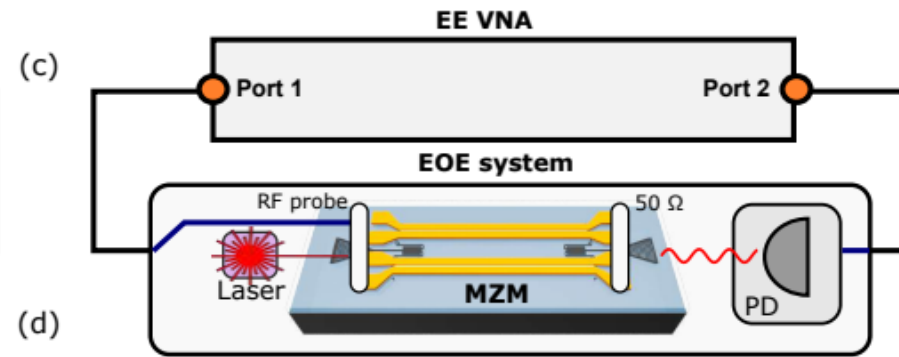 EE VNA
(c)
Port 1
Port 2
EOE system
RF probe
50 Ω
Laser
MZM
PD
(d)